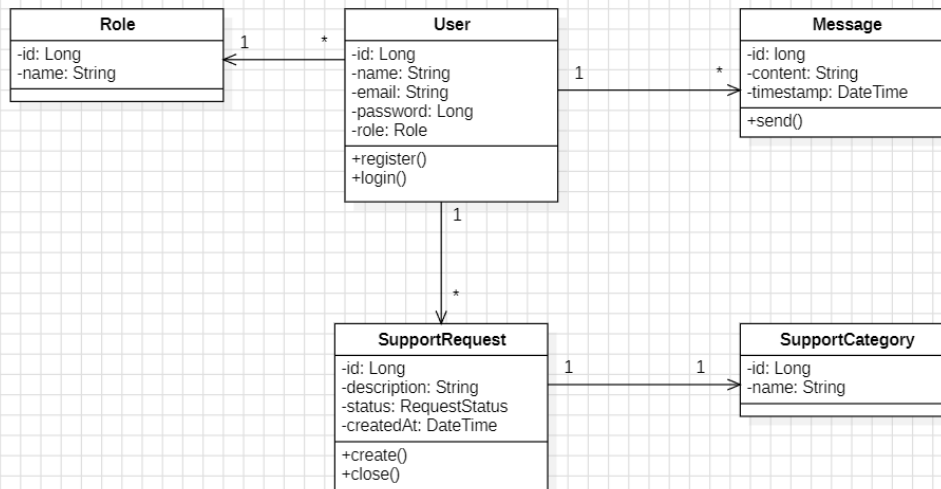 Role
-id: Long
-name: String
1
*
User
-id: Long
-name: String
-email: String
-password: Long
-role: Role
+register()
+login()
1
*
Message
-id: long
-content: String
-timestamp: DateTime
+send()
1
*
SupportRequest
-id: Long
-description: String
-status: RequestStatus
-createdAt: DateTime
+create()
+close()
1
1
SupportCategory
-id: Long
-name: String